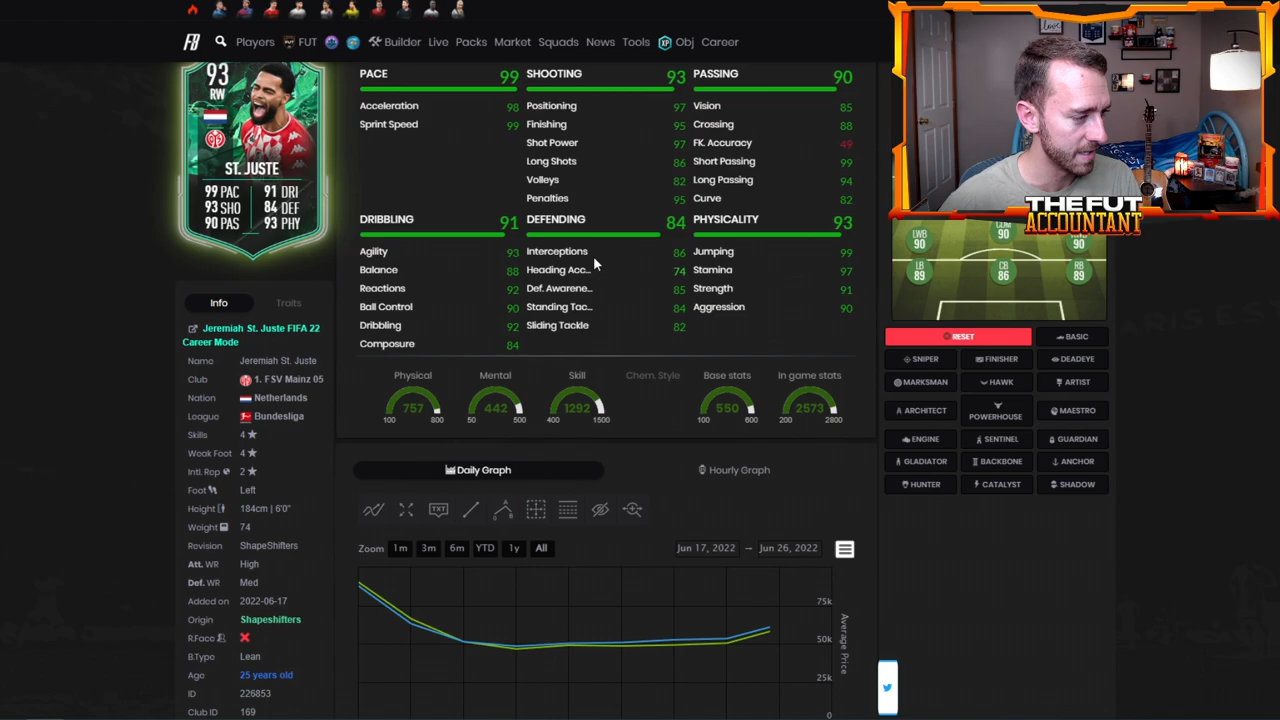 F8 Players FUT Builder Live Packs Market Squads News Tools XP Obj Career
93
RW
ST. JUSTE
99 PAC 91 DRI
93 SHO 84 DEF
90 PAS 93 PHY
PACE 99
Acceleration 98
Sprint Speed 99
SHOOTING 93
Positioning 97
Finishing 95
Shot Power 97
Long Shots 86
Volleys 82
Penalties 95
PASSING 90
Vision 85
Crossing 88
FK. Accuracy 49
Short Passing 99
Long Passing 94
Curve 82
DRIBBLING 91
Agility 93
Balance 88
Reactions 92
Ball Control 90
Dribbling 92
Composure 84
DEFENDING 84
Interceptions 86
Heading Acc... 74
Def. Awarene... 85
Standing Tac... 84
Sliding Tackle 82
PHYSICALITY 93
Jumping 99
Stamina 97
Strength 91
Aggression 90
Physical Mental Skill Chem. Style Base stats In game stats
757 442 1292 550 2573
100 800 50 500 400 1500 100 600 200 2800
Info Traits
Jeremiah St. Juste FIFA 22
Career Mode
Name Jeremiah St. Juste
Club 1. FSV Mainz 05
Nation Netherlands
League Bundesliga
Skills 4
Weak Foot 4
Intl. Rep 2
Foot Left
Height 184cm | 6'0"
Weight 74
Revision ShapeShifters
Att. WR High
Def. WR Med
Added on 2022-06-17
Origin Shapeshifters
R.Face
B.Type Lean
Age 25 years old
ID 226853
Club ID 169
Daily Graph Hourly Graph
TXT
Zoom 1m 3m 6m YTD 1y All Jun 17, 2022 → Jun 26, 2022
75k
50k
25k
0
Average Price
THE FUT
ACCOUNTANT
LWB CDM
90 90 90
LB CB RB
89 86 89
RESET BASIC
SNIPER FINISHER DEADEYE
MARKSMAN HAWK ARTIST
ARCHITECT POWERHOUSE MAESTRO
ENGINE SENTINEL GUARDIAN
GLADIATOR BACKBONE ANCHOR
HUNTER CATALYST SHADOW